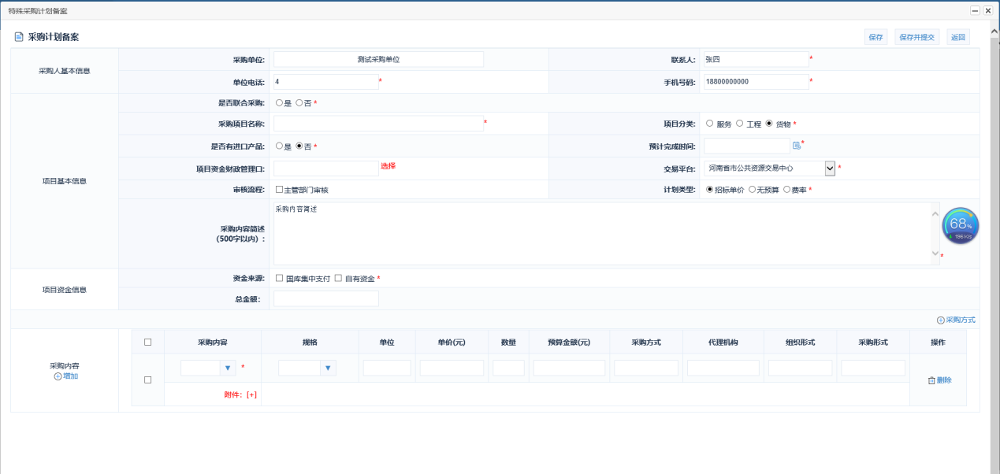 特殊采购计划备案
采购计划备案
保存 保存并提交 返回
采购人基本信息
采购单位: 测试采购单位 联系人: 张四 *
单位电话: 4 * 手机号码: 18800000000 *
项目基本信息
是否联合采购: 是 否 *
采购项目名称: * 项目分类: 服务 工程 货物 *
是否有进口产品: 是 否 * 预计完成时间: *
项目资金财政管理口: 选择 交易平台: 河南省市公共资源交易中心 *
审核流程: 主管部门审核 计划类型: 招标单价 无预算 费率 *
采购内容简述
(500字以内) :
采购内容简述
*
68%
196 K/s
项目资金信息
资金来源: 国库集中支付 自有资金 *
总金额:
采购方式
采购内容
增加
采购内容 规格 单位 单价(元) 数量 预算金额(元) 采购方式 代理机构 组织形式 采购形式 操作
*
附件: [+]
删除